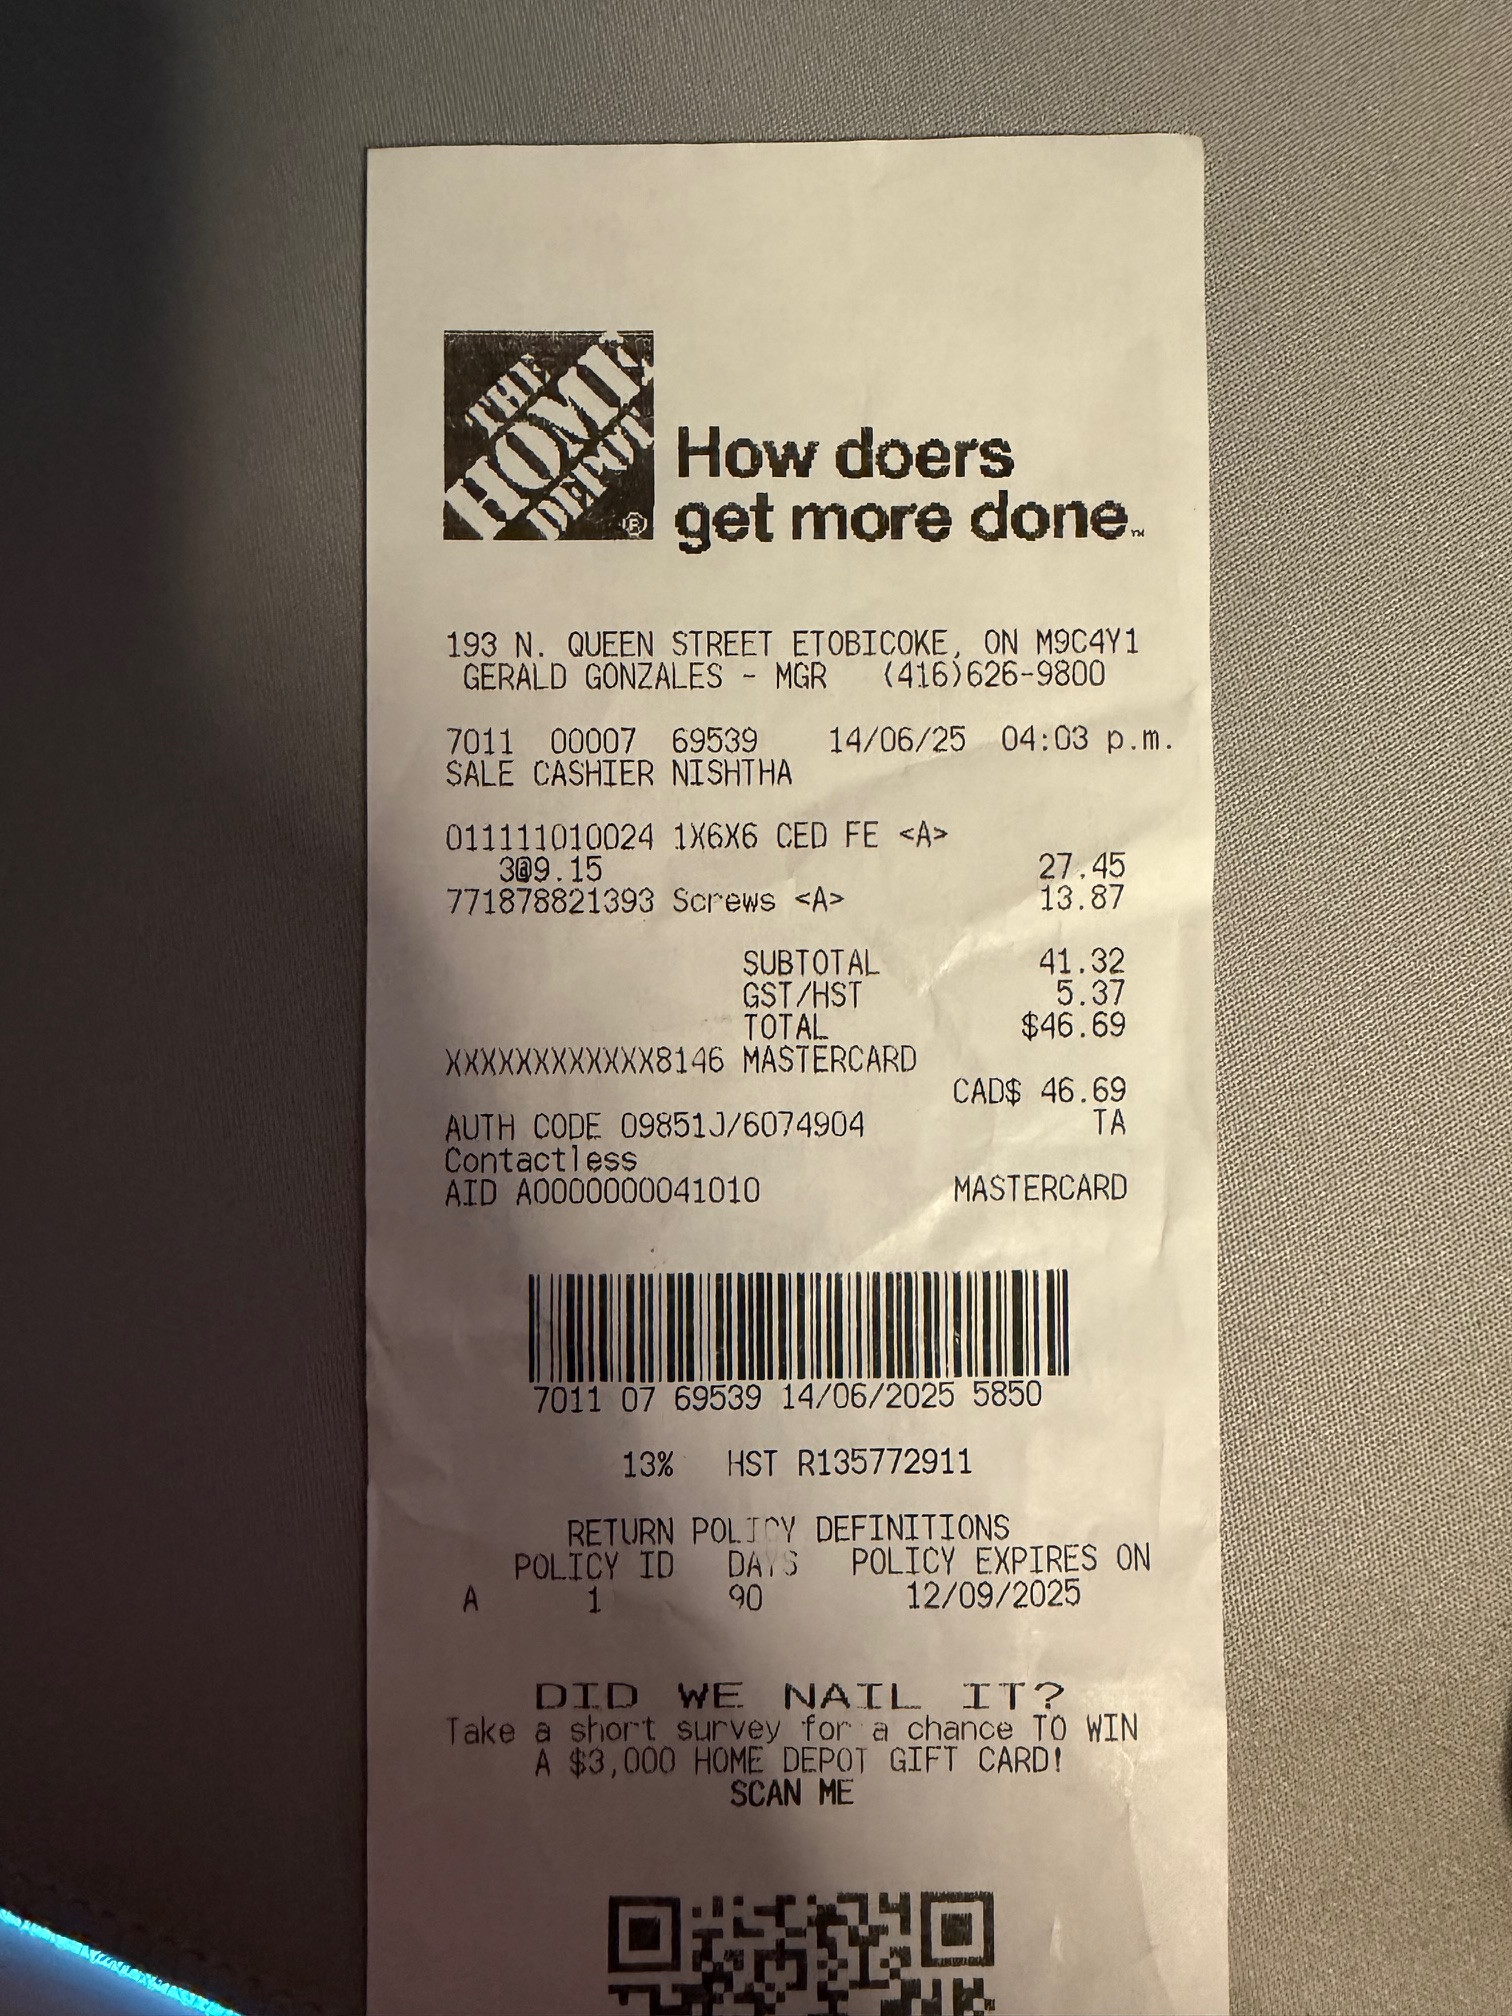 THE
HOME
DEPOT
®
How doers
get more done™
193 N. QUEEN STREET ETOBICOKE, ON M9C4Y1
GERALD GONZALES - MGR (416)626-9800
7011 00007 69539 14/06/25 04:03 p.m.
SALE CASHIER NISHTHA
011111010024 1X6X6 CED FE <A>
3@9.15 27.45
771878821393 Screws <A> 13.87
SUBTOTAL 41.32
GST/HST 5.37
TOTAL $46.69
XXXXXXXXXXXX8146 MASTERCARD
CAD$ 46.69
AUTH CODE 09851J/6074904 TA
Contactless
AID A0000000041010 MASTERCARD
7011 07 69539 14/06/2025 5850
13% HST R135772911
RETURN POLICY DEFINITIONS
POLICY ID DAYS POLICY EXPIRES ON
A 1 90 12/09/2025
DID WE NAIL IT?
Take a short survey for a chance TO WIN
A $3,000 HOME DEPOT GIFT CARD!
SCAN ME